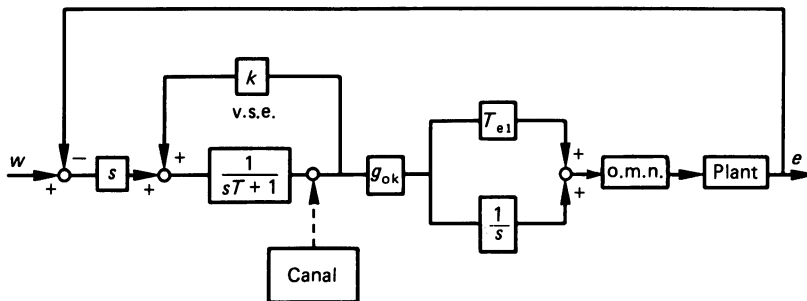 k
v.s.e.
w
−
+
s
+
+
1
sT + 1
g_ok
T_e1
1
s
+
+
o.m.n.
Plant
e
Canal